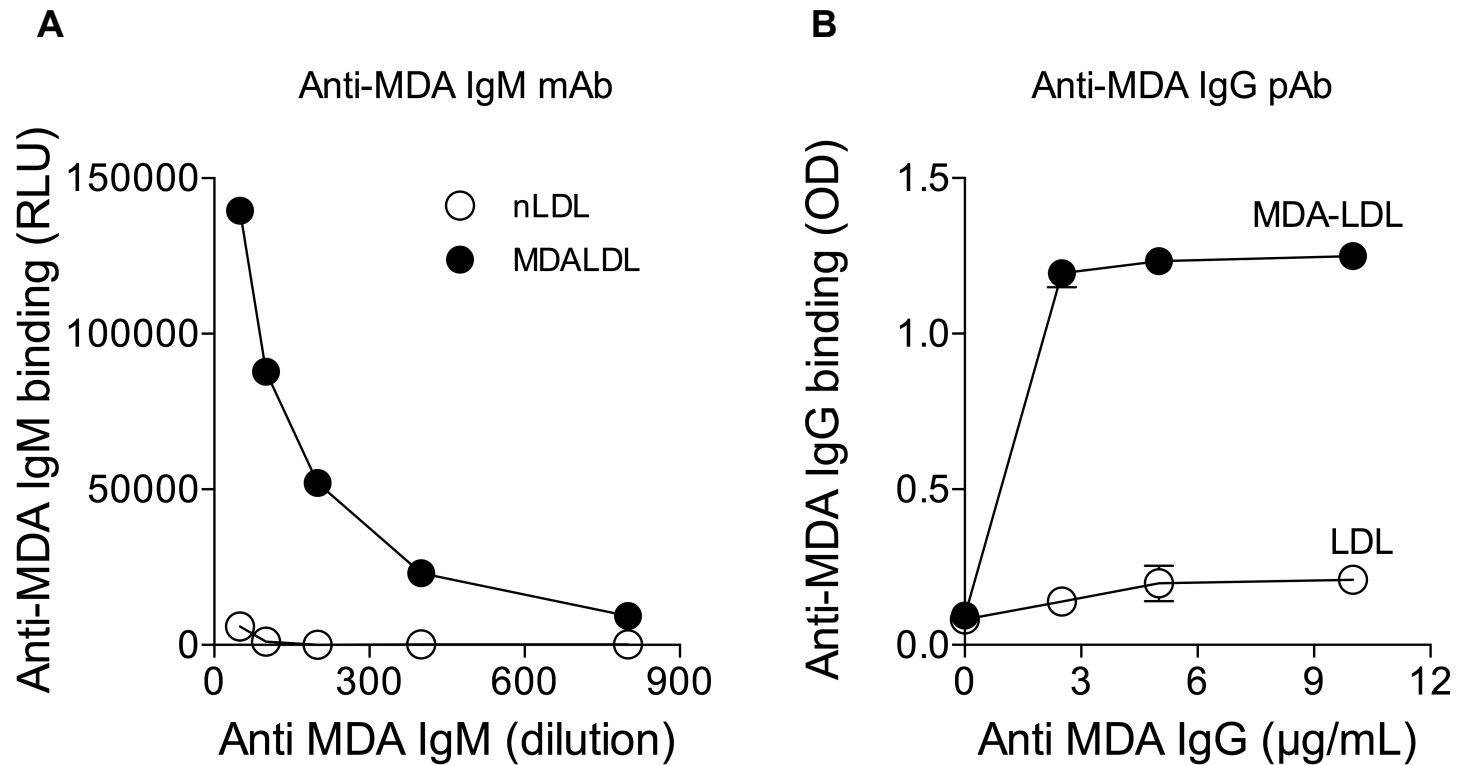 A
Anti-MDA IgM mAb
Anti-MDA IgM binding (RLU)
150000
100000
50000
0
nLDL
MDALDL
0 300 600 900
Anti MDA IgM (dilution)
B
Anti-MDA IgG pAb
Anti-MDA IgG binding (OD)
1.5
1.0
0.5
0.0
MDA-LDL
LDL
0 3 6 9 12
Anti MDA IgG (µg/mL)